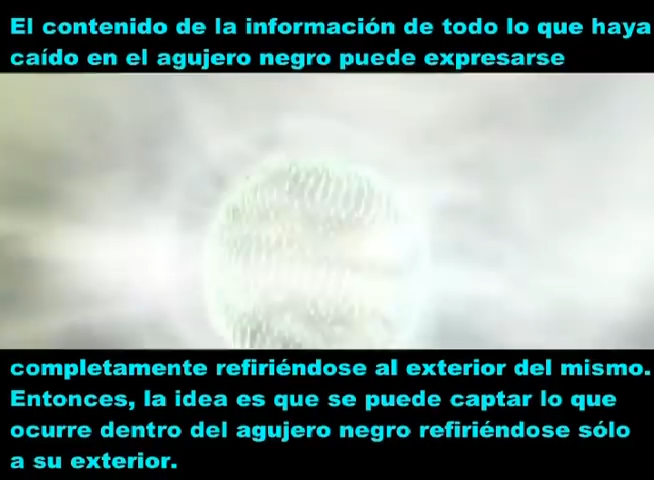 El contenido de la información de todo lo que haya
caído en el agujero negro puede expresarse
completamente refiriéndose al exterior del mismo.
Entonces, la idea es que se puede captar lo que
ocurre dentro del agujero negro refiriéndose sólo
a su exterior.